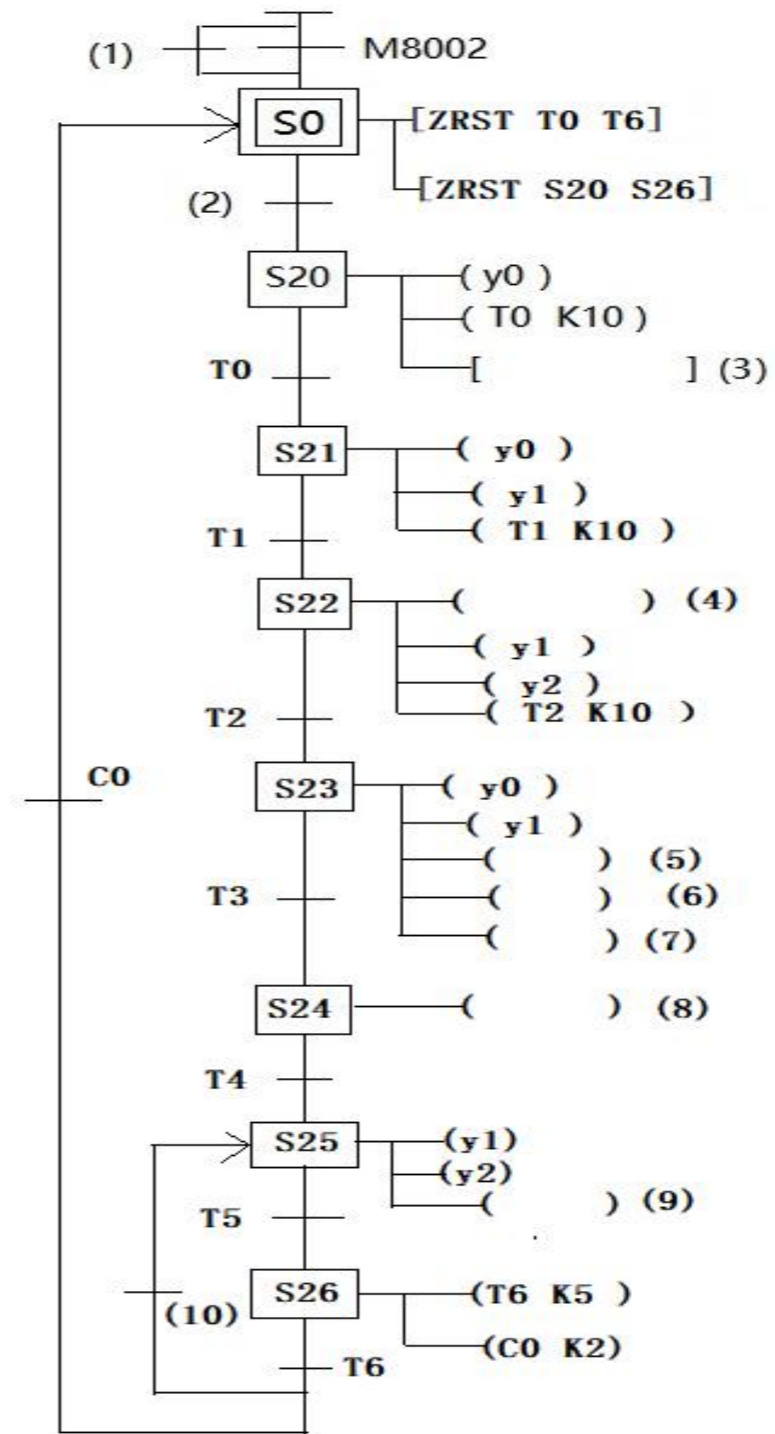 (1) M8002
S0 [ZRST T0 T6]
[ZRST S20 S26]
(2)
S20 ( y0 )
( T0 K10 )
T0 [ ] (3)
S21 ( y0 )
( y1 )
T1 ( T1 K10 )
S22 ( ) (4)
( y1 )
( y2 )
T2 ( T2 K10 )
C0
S23 ( y0 )
( y1 )
( ) (5)
T3 ( ) (6)
( ) (7)
S24 ( ) (8)
T4
S25 (y1)
(y2)
T5 ( ) (9)
S26 (T6 K5 )
(10)
(C0 K2)
T6